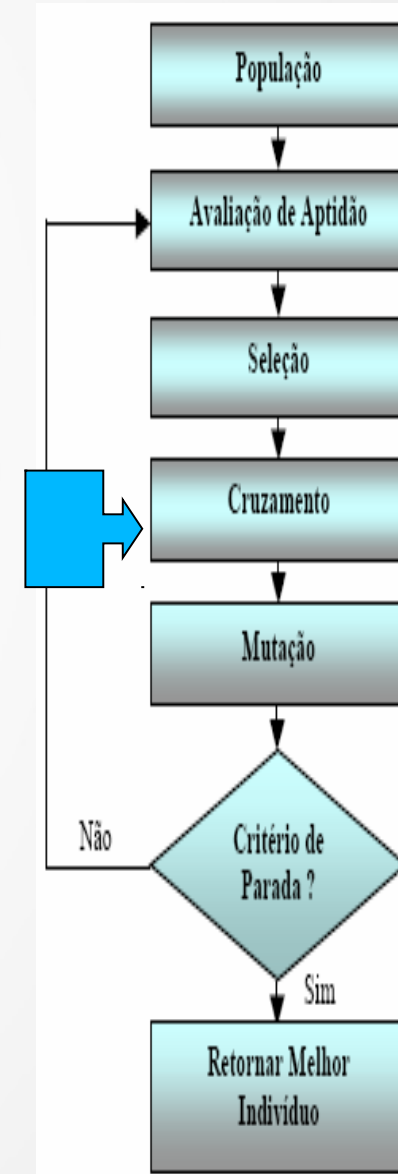 População
Avaliação de Aptidão
Seleção
Cruzamento
Mutação
Não
Critério de
Parada ?
Sim
Retornar Melhor
Indivíduo